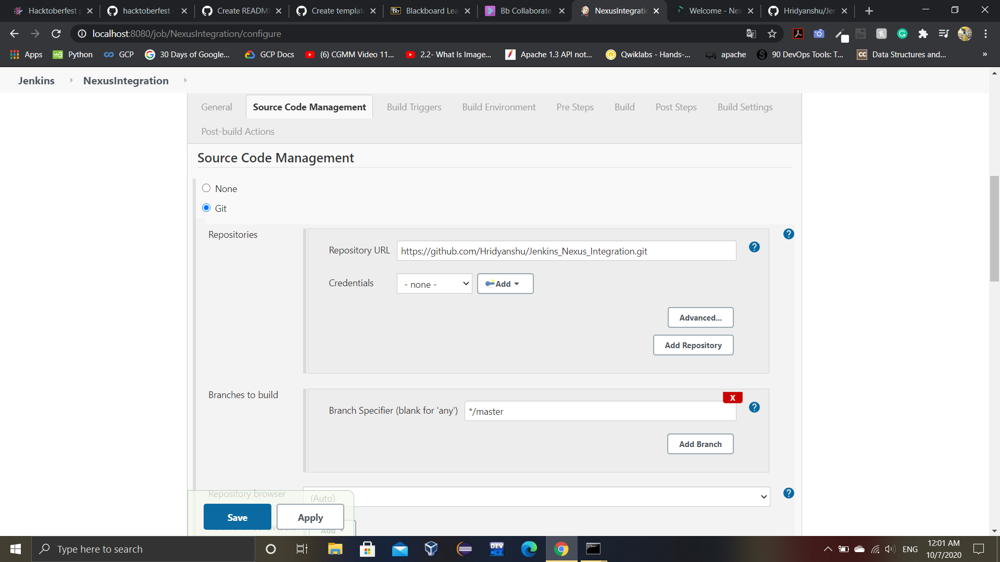 Hacktoberfest
hacktoberfest
Create README
Create template
Blackboard Lea
Bb Collaborate
NexusIntegratio
Welcome - Nex
Hridyanshu/Jen
localhost:8080/job/NexusIntegration/configure
Apps
Python
GCP
30 Days of Google...
GCP Docs
(6) CGMM Video 11...
2.2- What Is Image...
Apache 1.3 API not...
Qwiklabs - Hands-...
apache
90 DevOps Tools: T...
Data Structures and...
»
Jenkins
NexusIntegration
General
Source Code Management
Build Triggers
Build Environment
Pre Steps
Build
Post Steps
Build Settings
Post-build Actions
Source Code Management
None
Git
Repositories
Repository URL
https://github.com/Hridyanshu/Jenkins_Nexus_Integration.git
Credentials
- none -
Add
Advanced...
Add Repository
Branches to build
X
Branch Specifier (blank for 'any')
*/master
Add Branch
Repository browser
(Auto)
Save
Apply
Add
Type here to search
DEV
C++
ENG
12:01 AM
10/7/2020